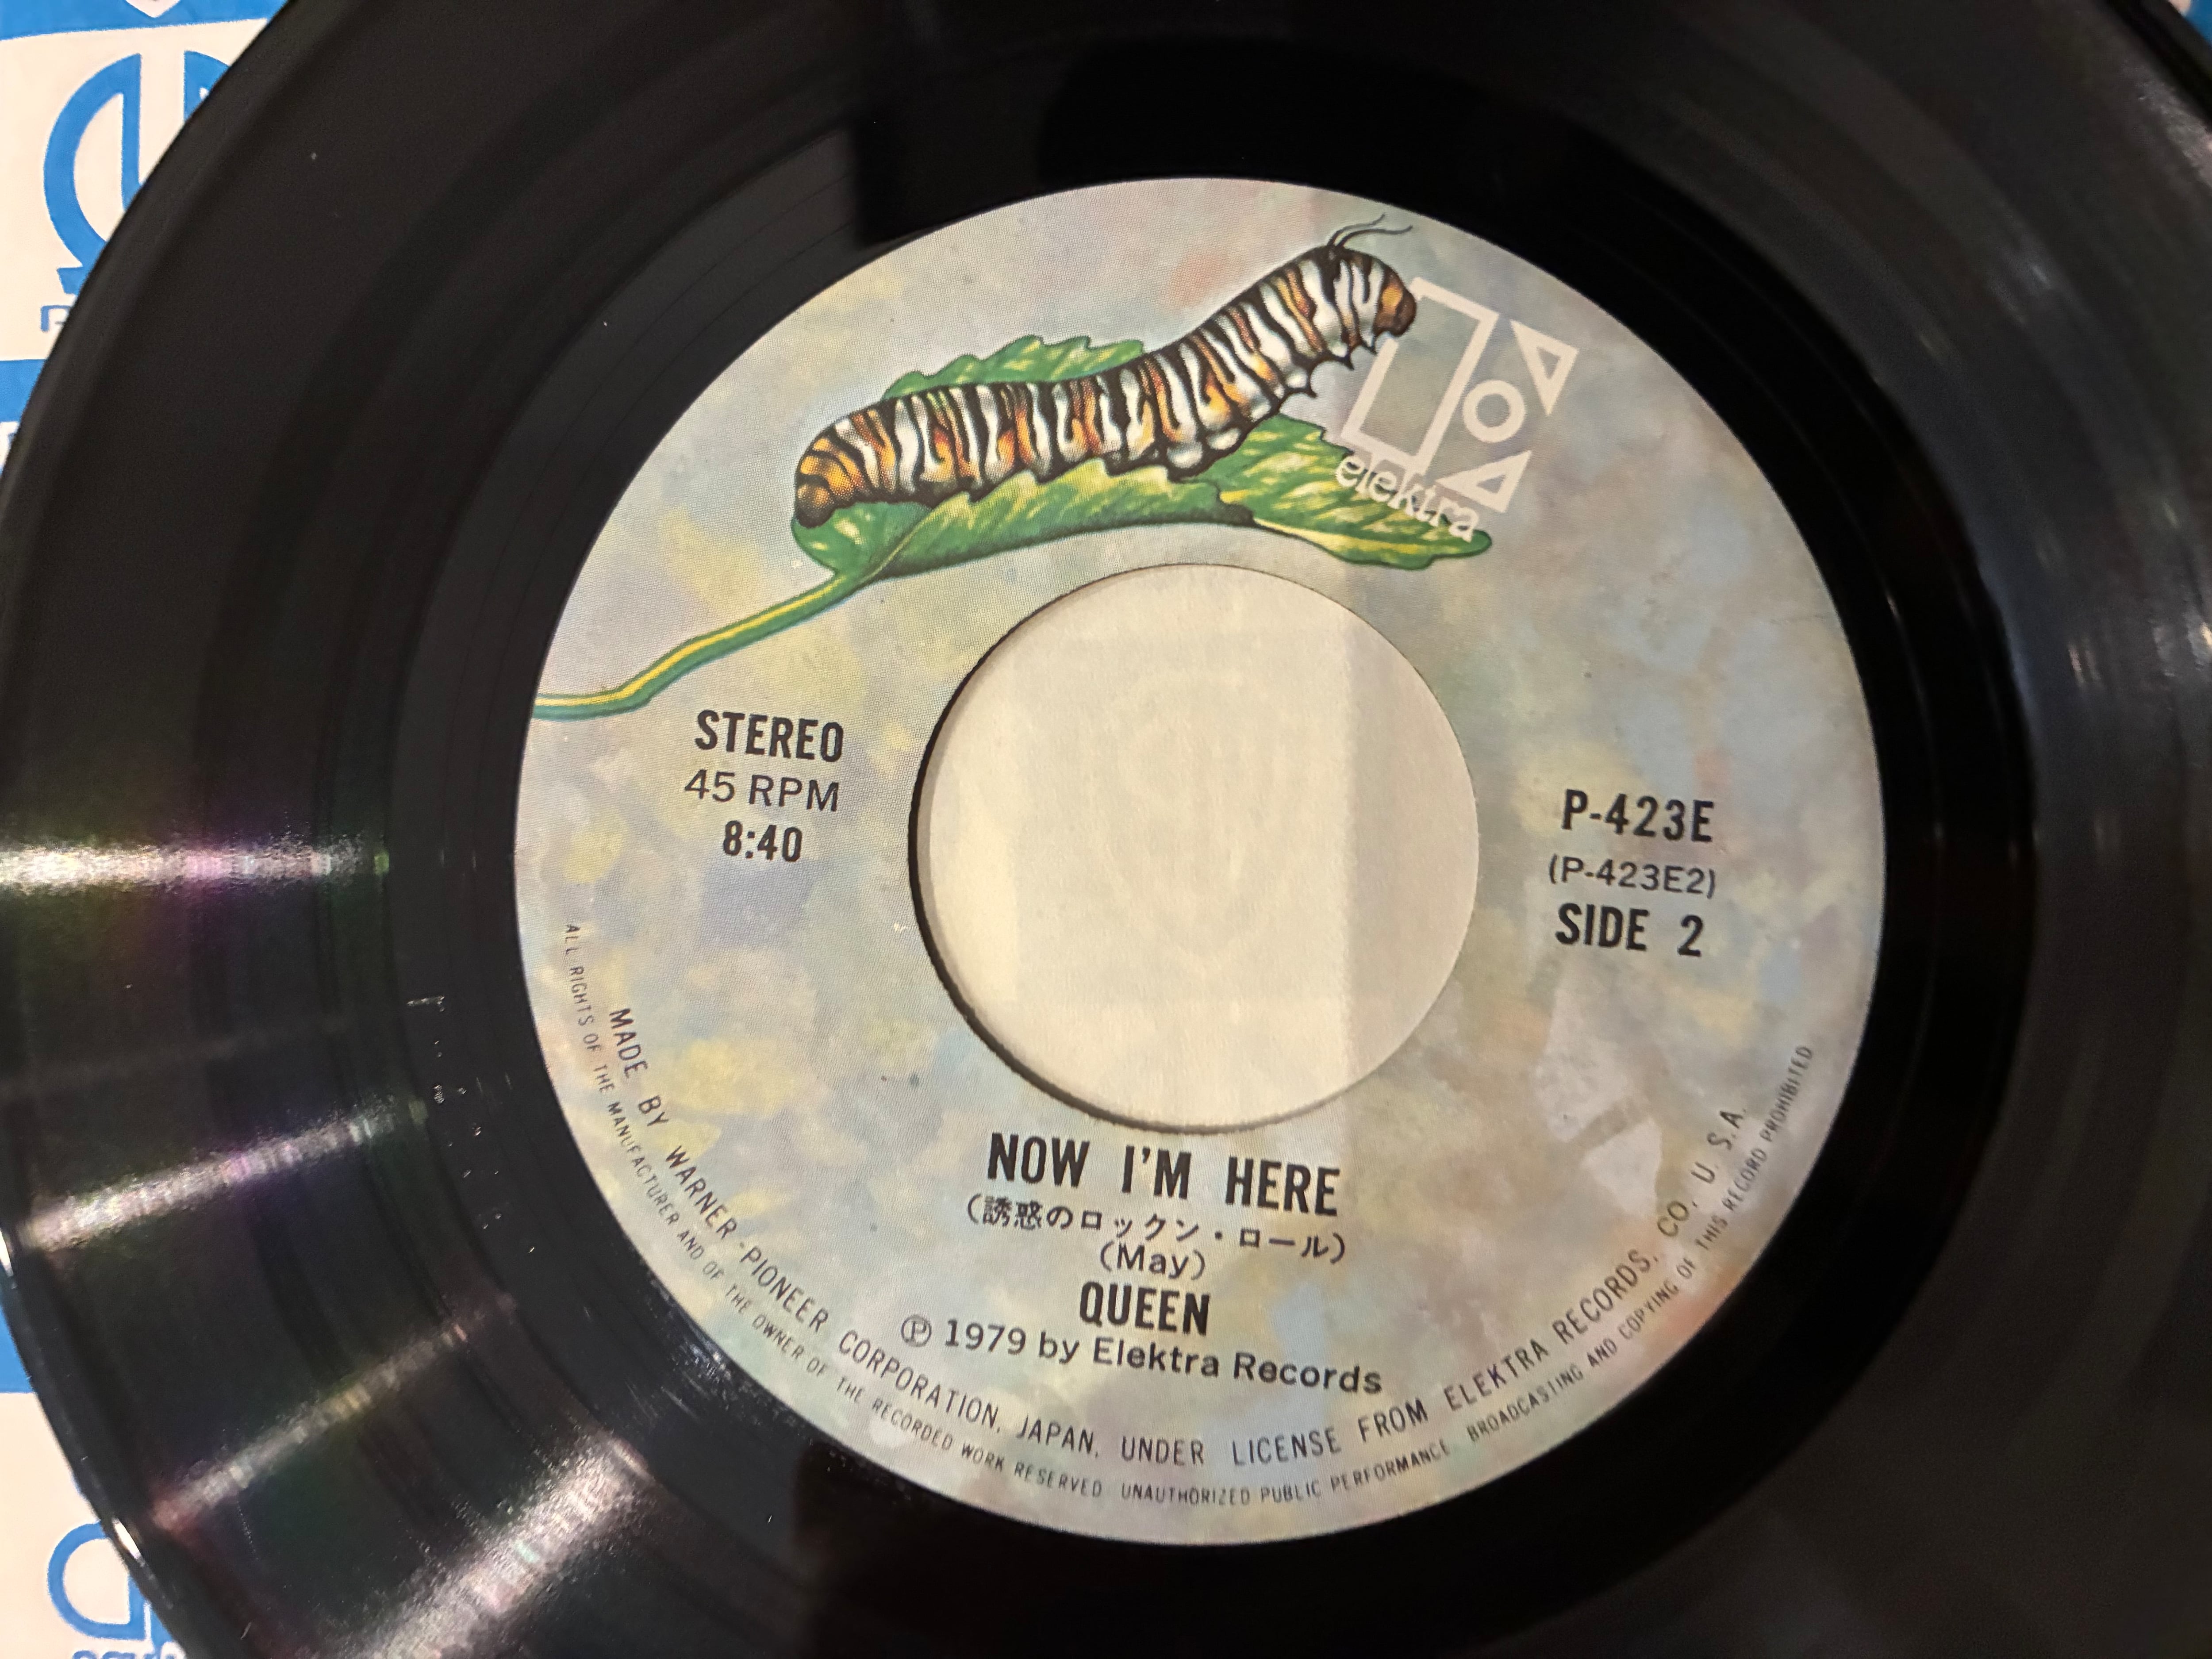 elektra
STEREO
45 RPM
8:40
P-423E
(P-423E2)
SIDE 2
NOW I'M HERE
(誘惑のロックン・ロール)
(May)
QUEEN
℗ 1979 by Elektra Records
MADE BY WARNER-PIONEER CORPORATION, JAPAN. UNDER LICENSE FROM ELEKTRA RECORDS, CO, U.S.A.
ALL RIGHTS OF THE MANUFACTURER AND OF THE OWNER OF THE RECORDED WORK RESERVED UNAUTHORIZED PUBLIC PERFORMANCE BROADCASTING AND COPYING OF THIS RECORD PROHIBITED